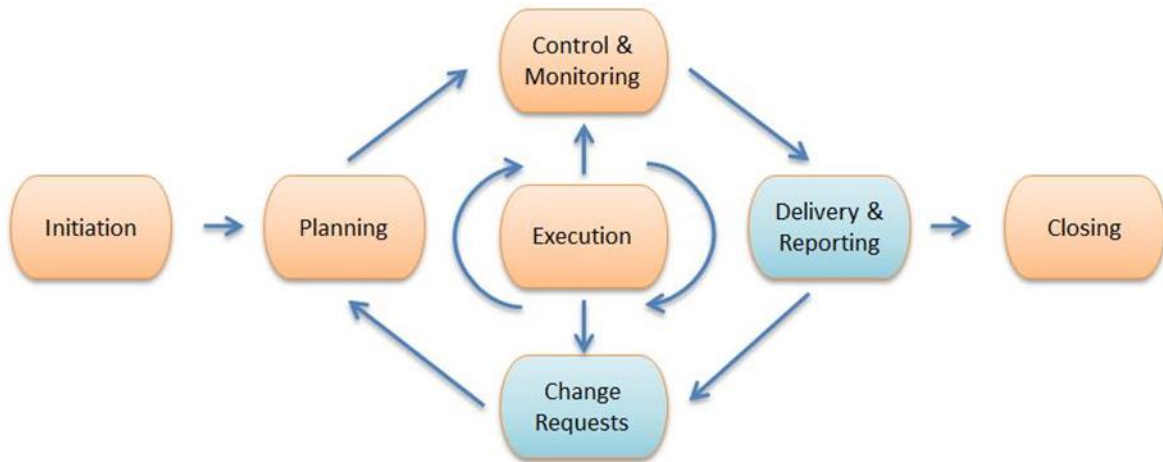 Control &
Monitoring
Initiation
Planning
Execution
Delivery &
Reporting
Closing
Change
Requests